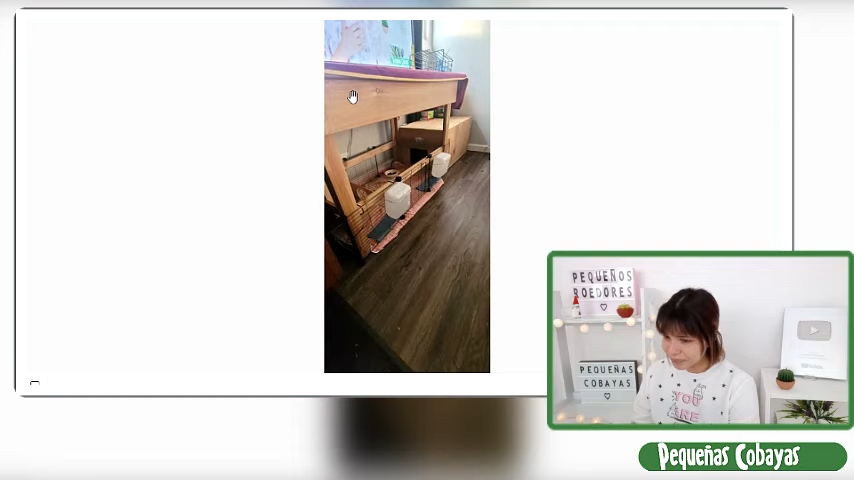 PEQUEÑOS
ROEDORES
PEQUEÑAS
COBAYAS
YOU
ARE
Pequeñas Cobayas